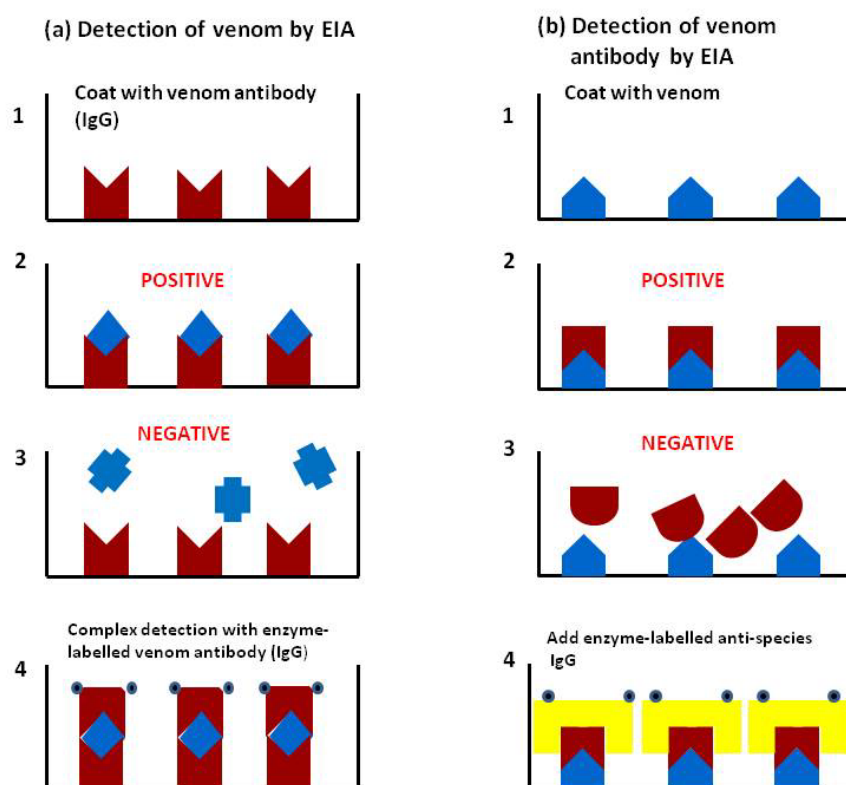 (a) Detection of venom by EIA
1
Coat with venom antibody
(IgG)
2
POSITIVE
3
NEGATIVE
4
Complex detection with enzyme-
labelled venom antibody (IgG)
(b) Detection of venom
antibody by EIA
1
Coat with venom
2
POSITIVE
3
NEGATIVE
4
Add enzyme-labelled anti-species
IgG